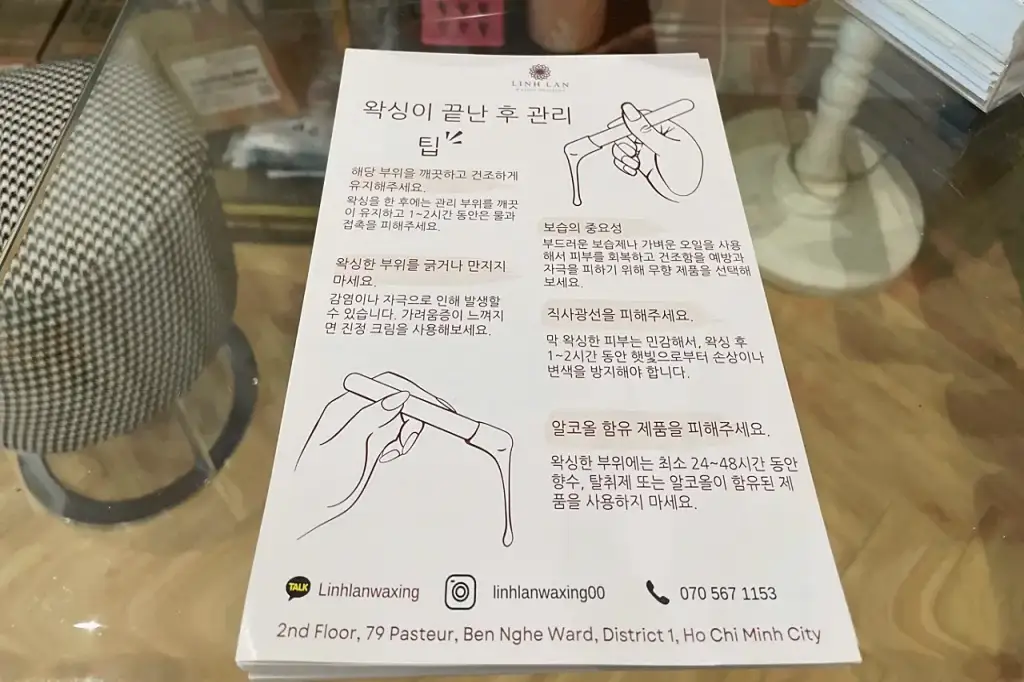 LINH LAN
왁싱이 끝난 후 관리
팁
해당 부위를 깨끗하고 건조하게
유지해주세요.
왁싱을 한 후에는 관리 부위를 깨끗
이 유지하고 1~2시간 동안은 물과
접촉을 피해주세요.
왁싱한 부위를 긁거나 만지지
마세요.
감염이나 자극으로 인해 발생할
수 있습니다. 가려움증이 느껴지
면 진정 크림을 사용해보세요.
보습의 중요성
부드러운 보습제나 가벼운 오일을 사용
해서 피부를 회복하고 건조함을 예방과
자극을 피하기 위해 무향 제품을 선택해
보세요.
직사광선을 피해주세요.
막 왁싱한 피부는 민감해서, 왁싱 후
1~2시간 동안 햇빛으로부터 손상이나
변색을 방지해야 합니다.
알코올 함유 제품을 피해주세요.
왁싱한 부위에는 최소 24~48시간 동안
향수, 탈취제 또는 알코올이 함유된 제
품을 사용하지 마세요.
TALK Linhlanwaxing
linhlanwaxing00
070 567 1153
2nd Floor, 79 Pasteur, Ben Nghe Ward, District 1, Ho Chi Minh City